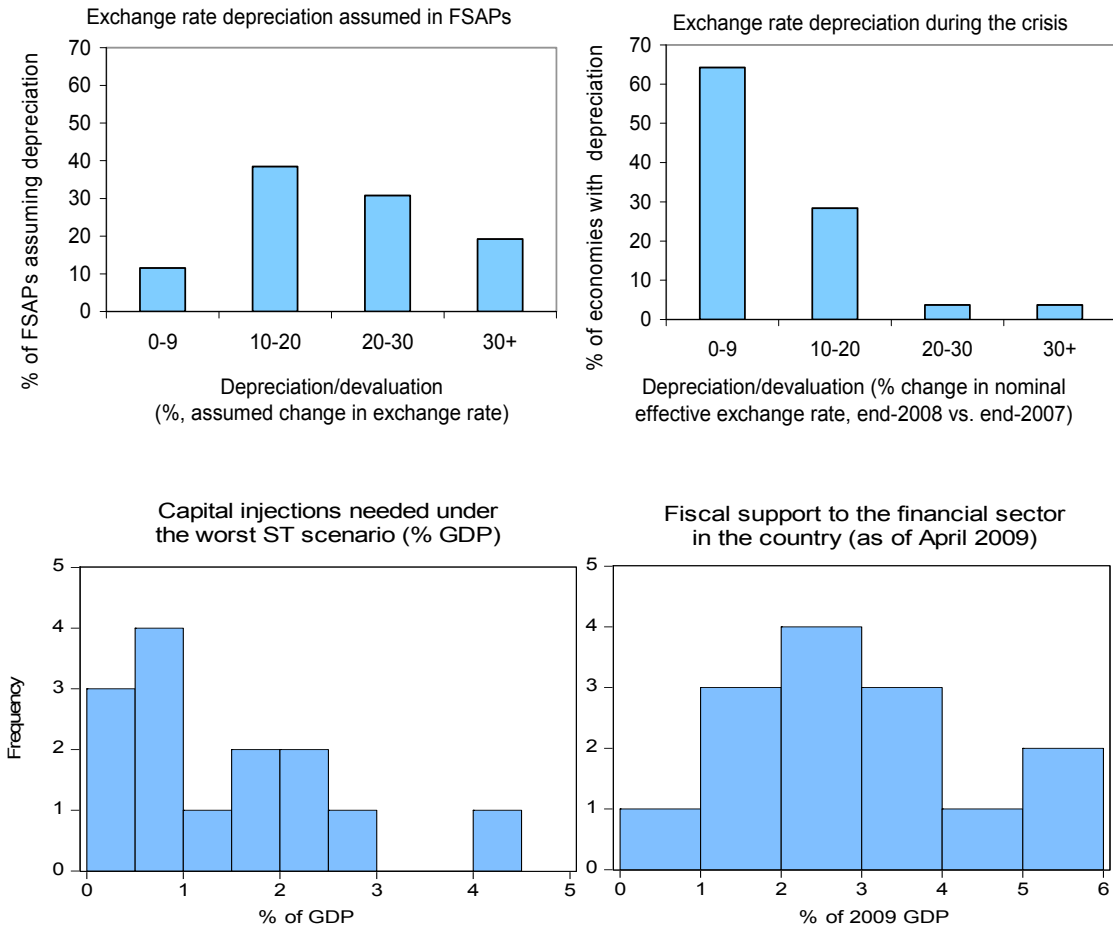 Exchange rate depreciation assumed in FSAPs
% of FSAPs assuming depreciation
70
60
50
40
30
20
10
0
0-9 10-20 20-30 30+
Depreciation/devaluation
(%, assumed change in exchange rate)
Exchange rate depreciation during the crisis
% of economies with depreciation
70
60
50
40
30
20
10
0
0-9 10-20 20-30 30+
Depreciation/devaluation (% change in nominal
effective exchange rate, end-2008 vs. end-2007)
Capital injections needed under
the worst ST scenario (% GDP)
Frequency
5
4
3
2
1
0
0 1 2 3 4 5
% of GDP
Fiscal support to the financial sector
in the country (as of April 2009)
5
4
3
2
1
0
0 1 2 3 4 5 6
% of 2009 GDP